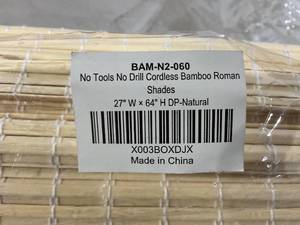 BAM-N2-060
No Tools No Drill Cordless Bamboo Roman
Shades
27" W × 64" H DP-Natural
X003BOXDJX
Made in China